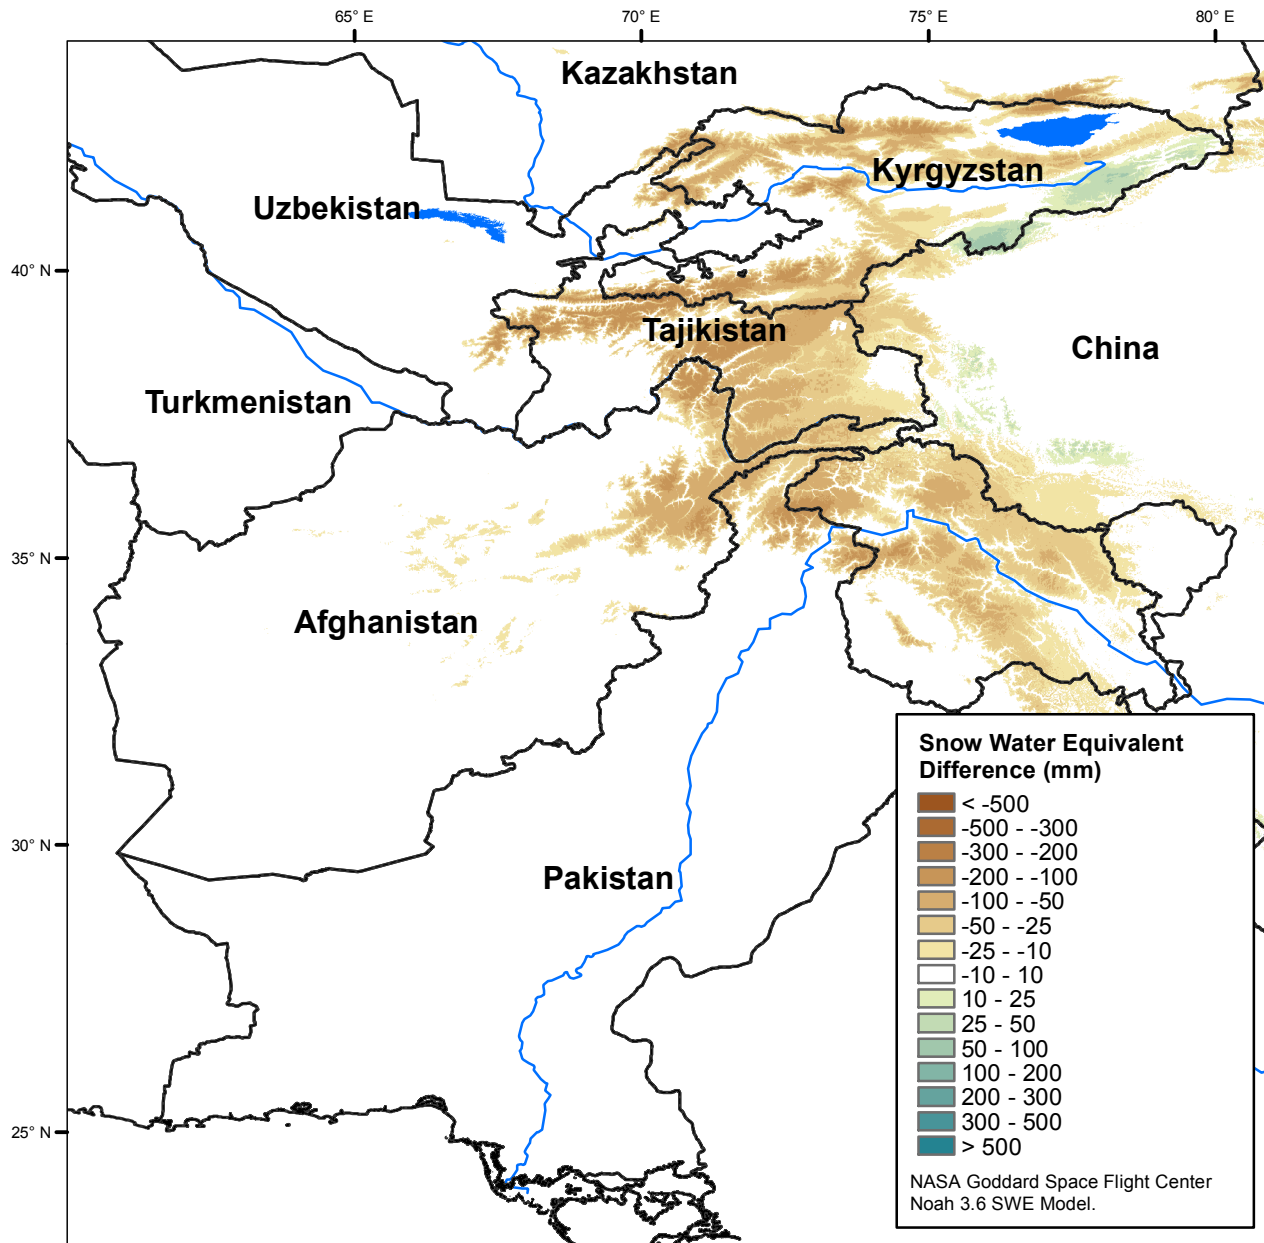 65° E
70° E
75° E
80° E
Kazakhstan
Kyrgyzstan
Uzbekistan
40° N
Tajikistan
China
Turkmenistan
35° N
Afghanistan
30° N
Pakistan
25° N
Snow Water Equivalent
Difference (mm)
< -500
-500 - -300
-300 - -200
-200 - -100
-100 - -50
-50 - -25
-25 - -10
-10 - 10
10 - 25
25 - 50
50 - 100
100 - 200
200 - 300
300 - 500
> 500
NASA Goddard Space Flight Center
Noah 3.6 SWE Model.